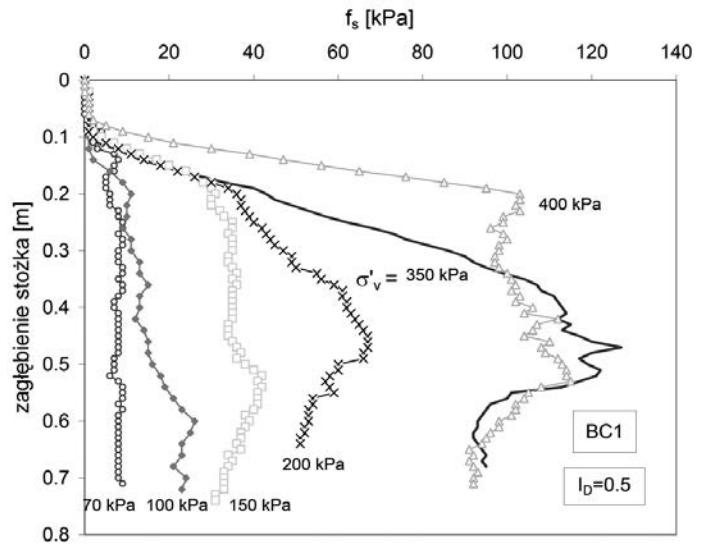 fₛ [kPa]
0 20 40 60 80 100 120 140
0
0.1
0.2
0.3
0.4
0.5
0.6
0.7
0.8
zagłębienie stożka [m]
400 kPa
σ'ᵥ = 350 kPa
200 kPa
70 kPa 100 kPa 150 kPa
BC1
I_D=0.5